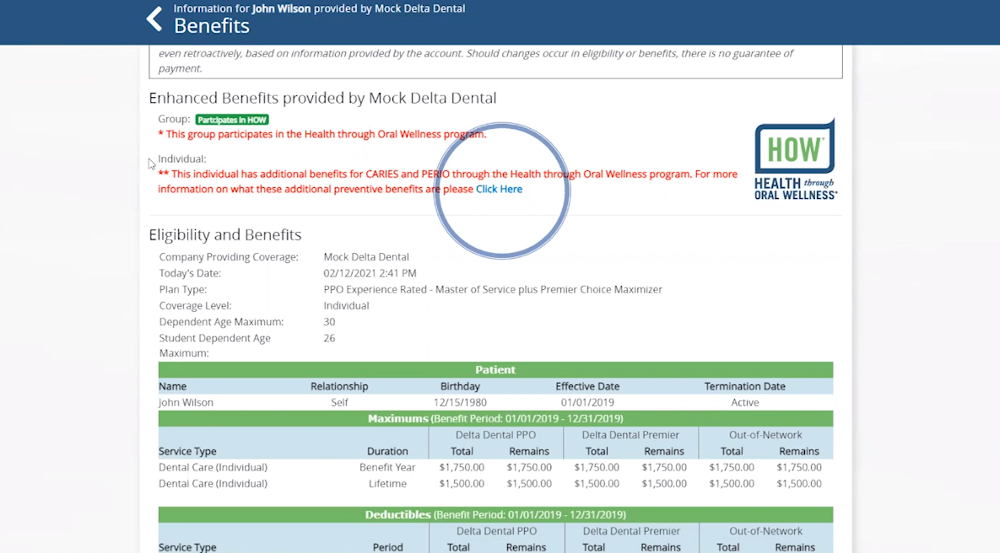 Information for John Wilson provided by Mock Delta Dental
Benefits
even retroactively, based on information provided by the account. Should changes occur in eligibility or benefits, there is no guarantee of
payment.
Enhanced Benefits provided by Mock Delta Dental
Group: Partcipates in HOW
* This group partcipates in the Health through Oral Wellness program.
Individual:
** This individual has additional benefits for CARIES and PERIO through the Health through Oral Wellness program. For more
information on what these additional preventive benefits are please Click Here
HOW
HEALTH through
ORAL WELLNESS
Eligibility and Benefits
Company Providing Coverage: Mock Delta Dental
Today's Date: 02/12/2021 2:41 PM
Plan Type: PPO Experience Rated - Master of Service plus Premier Choice Maximizer
Coverage Level: Individual
Dependent Age Maximum: 30
Student Dependent Age 26
Maximum:
Patient
Name Relationship Birthday Effective Date Termination Date
John Wilson Self 12/15/1980 01/01/2019 Active
Maximums (Benefit Period: 01/01/2019 - 12/31/2019)
Delta Dental PPO Delta Dental Premier Out-of-Network
Service Type Duration Total Remains Total Remains Total Remains
Dental Care (Individual) Benefit Year $1,750.00 $1,750.00 $1,750.00 $1,750.00 $1,750.00 $1,750.00
Dental Care (Individual) Lifetime $1,500.00 $1,500.00 $1,500.00 $1,500.00 $1,500.00 $1,500.00
Deductibles (Benefit Period: 01/01/2019 - 12/31/2019)
Delta Dental PPO Delta Dental Premier Out-of-Network
Service Type Period Total Remains Total Remains Total Remains